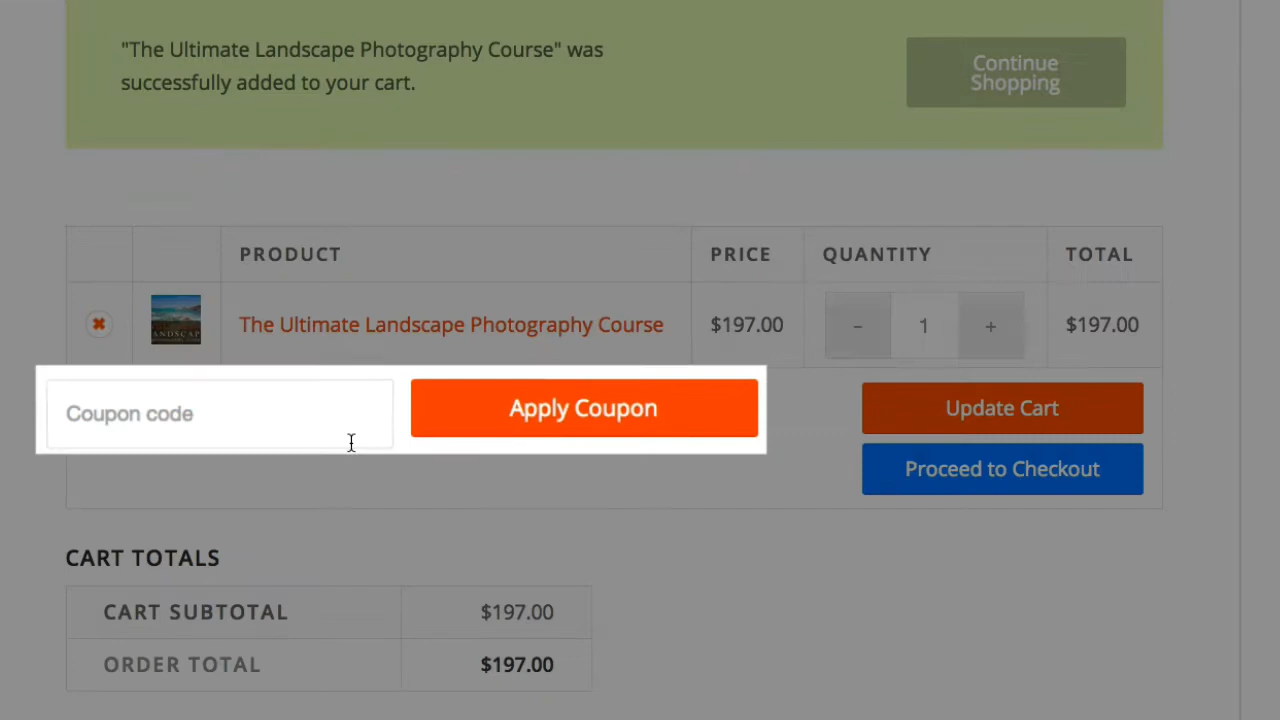 "The Ultimate Landscape Photography Course" was
successfully added to your cart.
Continue
Shopping
PRODUCT PRICE QUANTITY TOTAL
LANDSCAP
The Ultimate Landscape Photography Course $197.00 - 1 + $197.00
Coupon code Apply Coupon Update Cart
Proceed to Checkout
CART TOTALS
CART SUBTOTAL $197.00
ORDER TOTAL $197.00